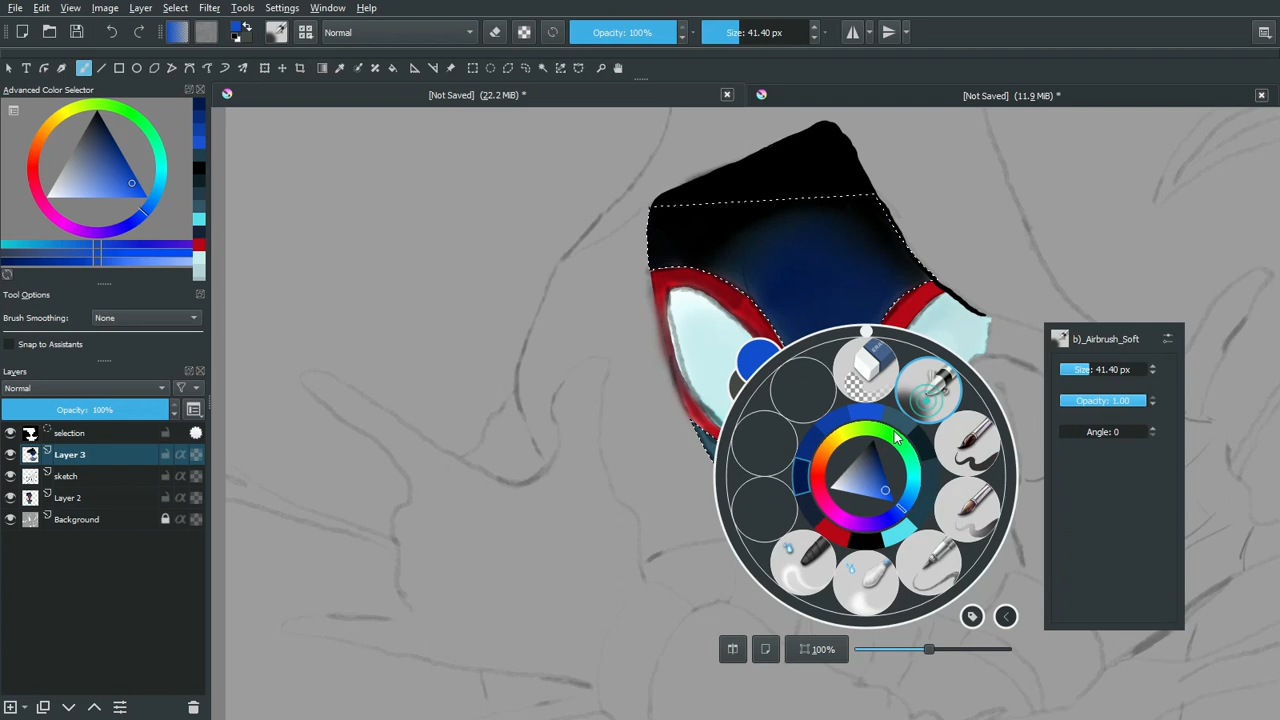 File Edit View Image Layer Select Filter Tools Settings Window Help
Normal
Opacity: 100%
Size: 41.40 px
[Not Saved] (22.2 MiB) *
[Not Saved] (11.9 MiB) *
Advanced Color Selector
Tool Options
Brush Smoothing: None
Snap to Assistants
Layers
Normal
Opacity: 100%
selection
Layer 3
sketch
Layer 2
Background
b)_Airbrush_Soft
Size: 41.40 px
Opacity: 1.00
Angle: 0
100%